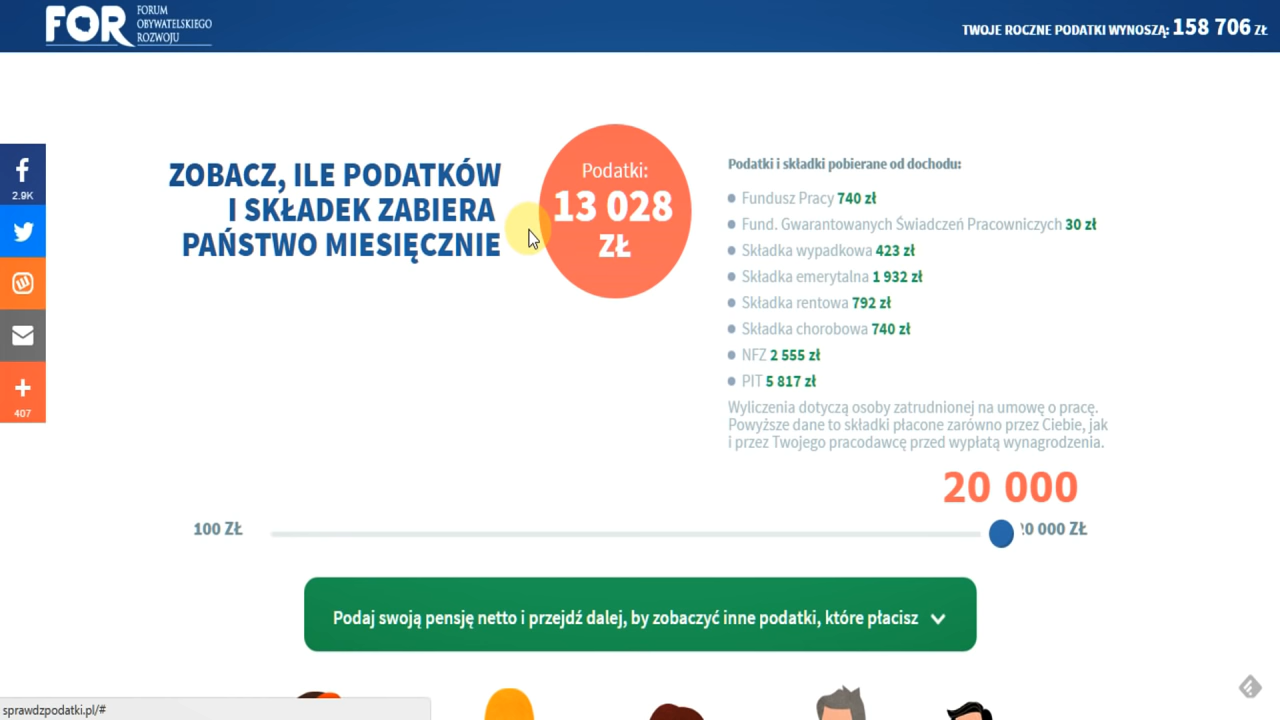 FOR
FORUM
OBYWATELSKIEGO
ROZWOJU
TWOJE ROCZNE PODATKI WYNOSZĄ: 158 706 ZŁ
2.9K
407
ZOBACZ, ILE PODATKÓW
I SKŁADEK ZABIERA
PAŃSTWO MIESIĘCZNIE
Podatki:
13 028
ZŁ
Podatki i składki pobierane od dochodu:
Fundusz Pracy 740 zł
Fund. Gwarantowanych Świadczeń Pracowniczych 30 zł
Składka wypadkowa 423 zł
Składka emerytalna 1 932 zł
Składka rentowa 792 zł
Składka chorobowa 740 zł
NFZ 2 555 zł
PIT 5 817 zł
Wyliczenia dotyczą osoby zatrudnionej na umowę o pracę.
Powyższe dane to składki płacone zarówno przez Ciebie, jak
i przez Twojego pracodawcę przed wypłatą wynagrodzenia.
20 000
100 ZŁ
0 000 ZŁ
Podaj swoją pensję netto i przejdź dalej, by zobaczyć inne podatki, które płacisz
sprawdzpodatki.pl/#